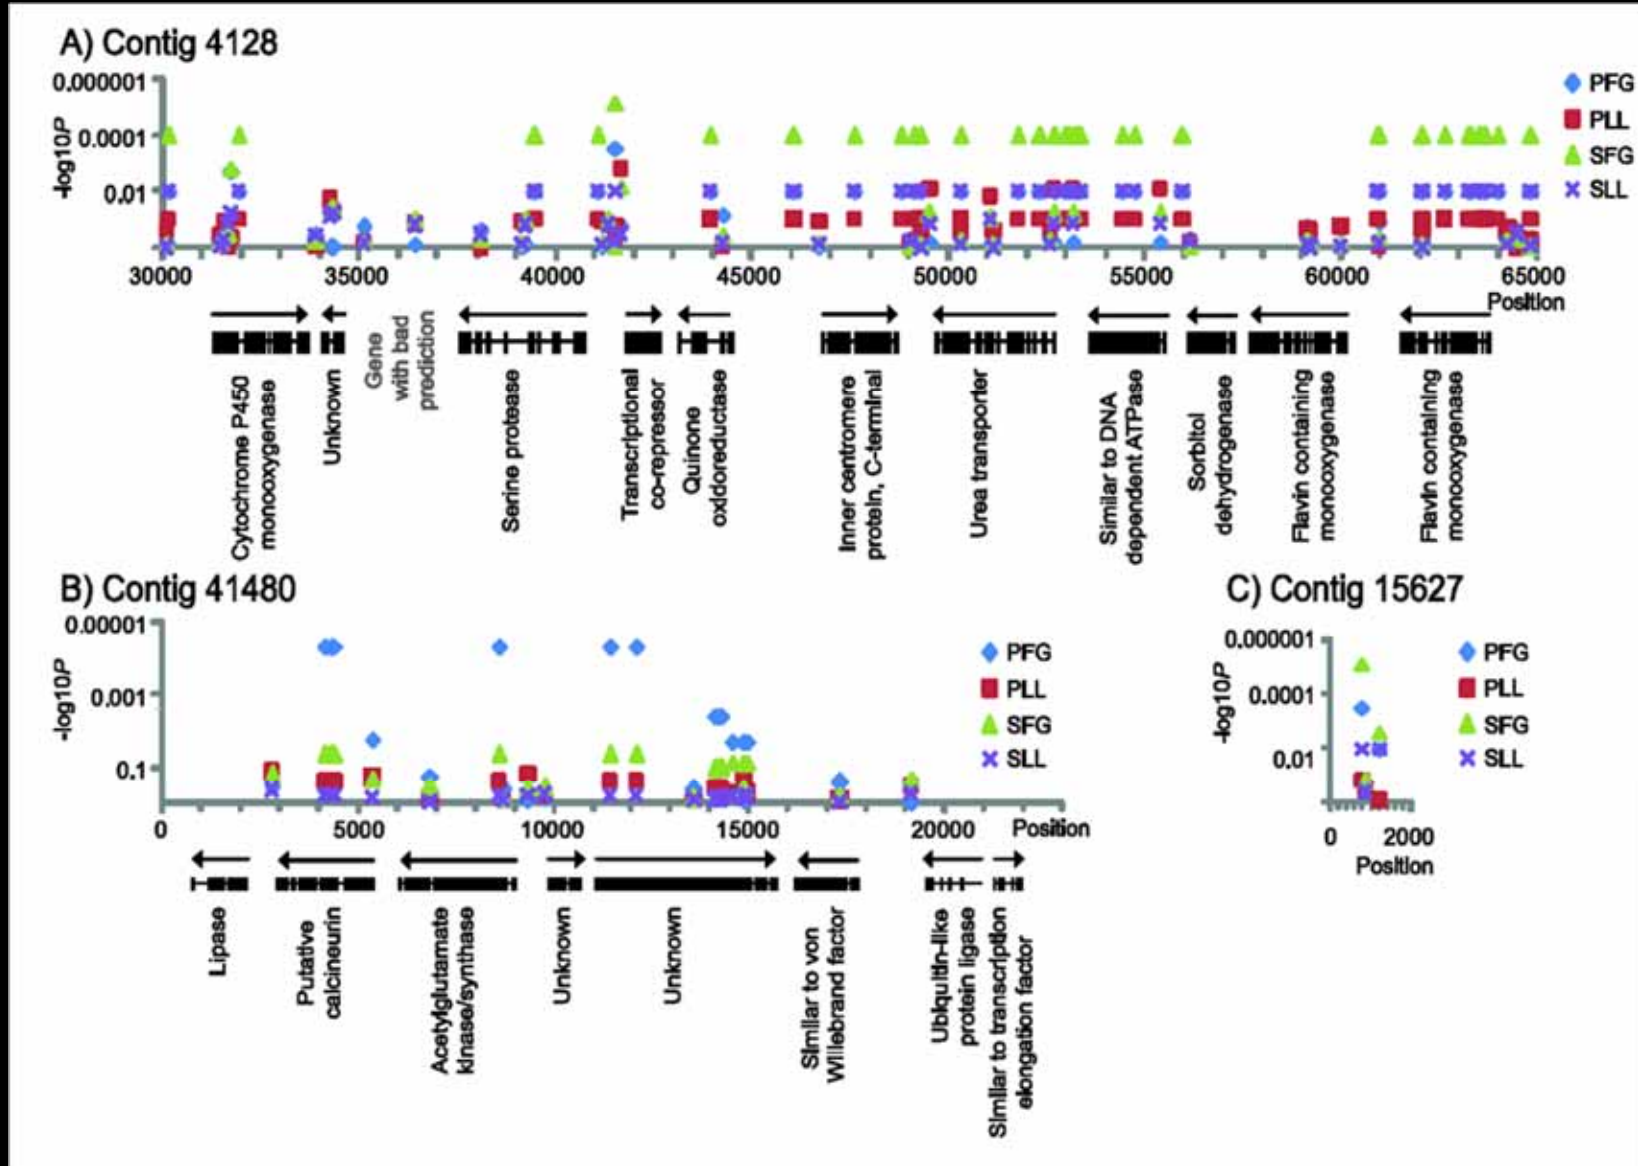 A) Contig 4128
0.000001
0.0001
0.01
-log10P
PFG
PLL
SFG
SLL
30000
35000
40000
45000
50000
55000
60000
65000
Position
Cytochrome P450
monooxygenase
Unknown
Gene
with bad
prediction
Serine protease
Transcriptional
co-repressor
Quinone
oxidoreductase
Inner centromere
protein, C-terminal
Urea transporter
Similar to DNA
dependent ATPase
Sorbitol
dehydrogenase
Flavin containing
monooxygenase
Flavin containing
monooxygenase
B) Contig 41480
0.00001
0.001
0.1
-log10P
PFG
PLL
SFG
SLL
0
5000
10000
15000
20000
Position
Lipase
Putative
calcineurin
Acetylglutamate
kinase/synthase
Unknown
Unknown
Similar to von
Willebrand factor
Ubiquitin-like
protein ligase
Similar to transcription
elongation factor
C) Contig 15627
0.000001
0.0001
0.01
-log10P
PFG
PLL
SFG
SLL
0
2000
Position